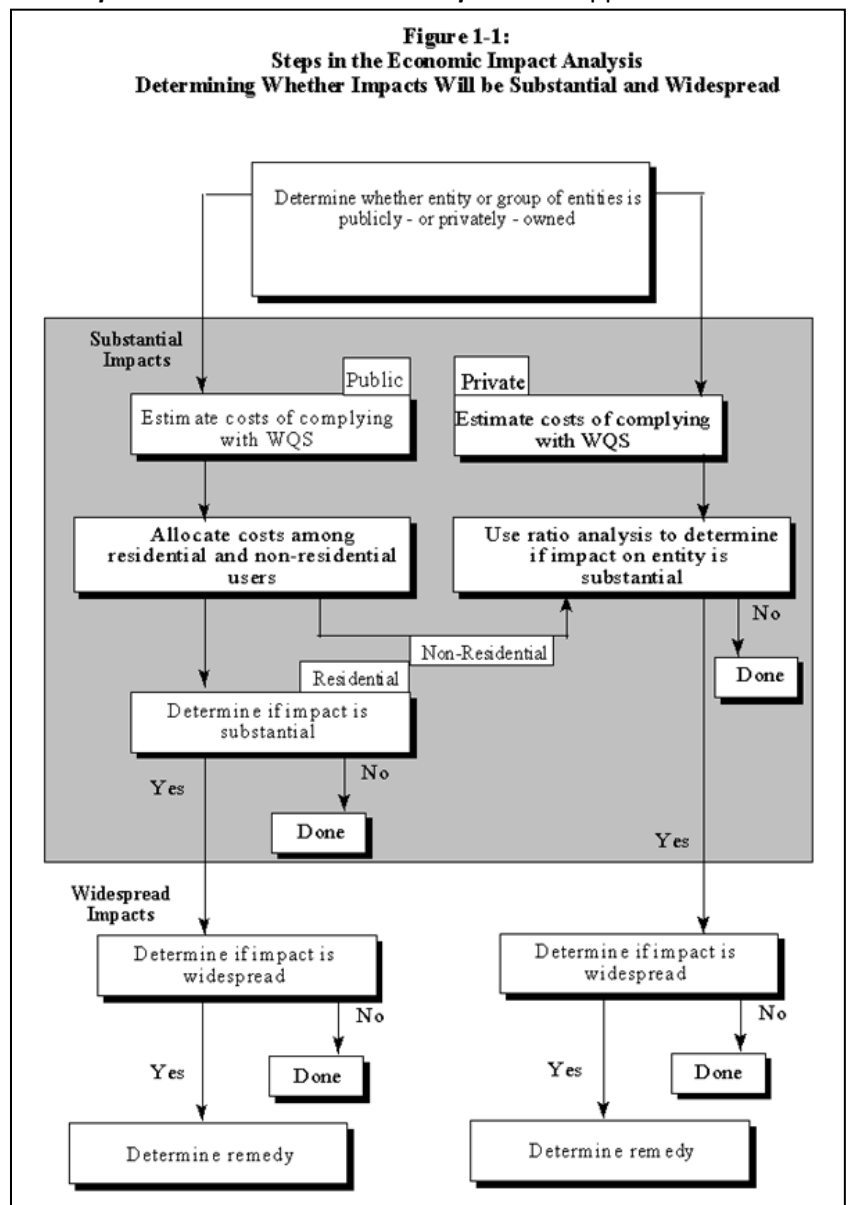 Figure 1-1:
Steps in the Economic Impact Analysis
Determining Whether Impacts Will be Substantial and Widespread
Determine whether entity or group of entities is
publicly - or privately - owned
Substantial
Impacts
Public
Private
Estimate costs of complying
with WQS
Estimate costs of complying
with WQS
Allocate costs among
residential and non-residential
users
Use ratio analysis to determine
if impact on entity is
substantial
No
Non-Residential
Done
Residential
Determine if impact is
substantial
Yes
No
Done
Yes
Widespread
Impacts
Determine if impact is
widespread
Determine if impact is
widespread
No
No
Yes
Done
Yes
Done
Determine remedy
Determine remedy